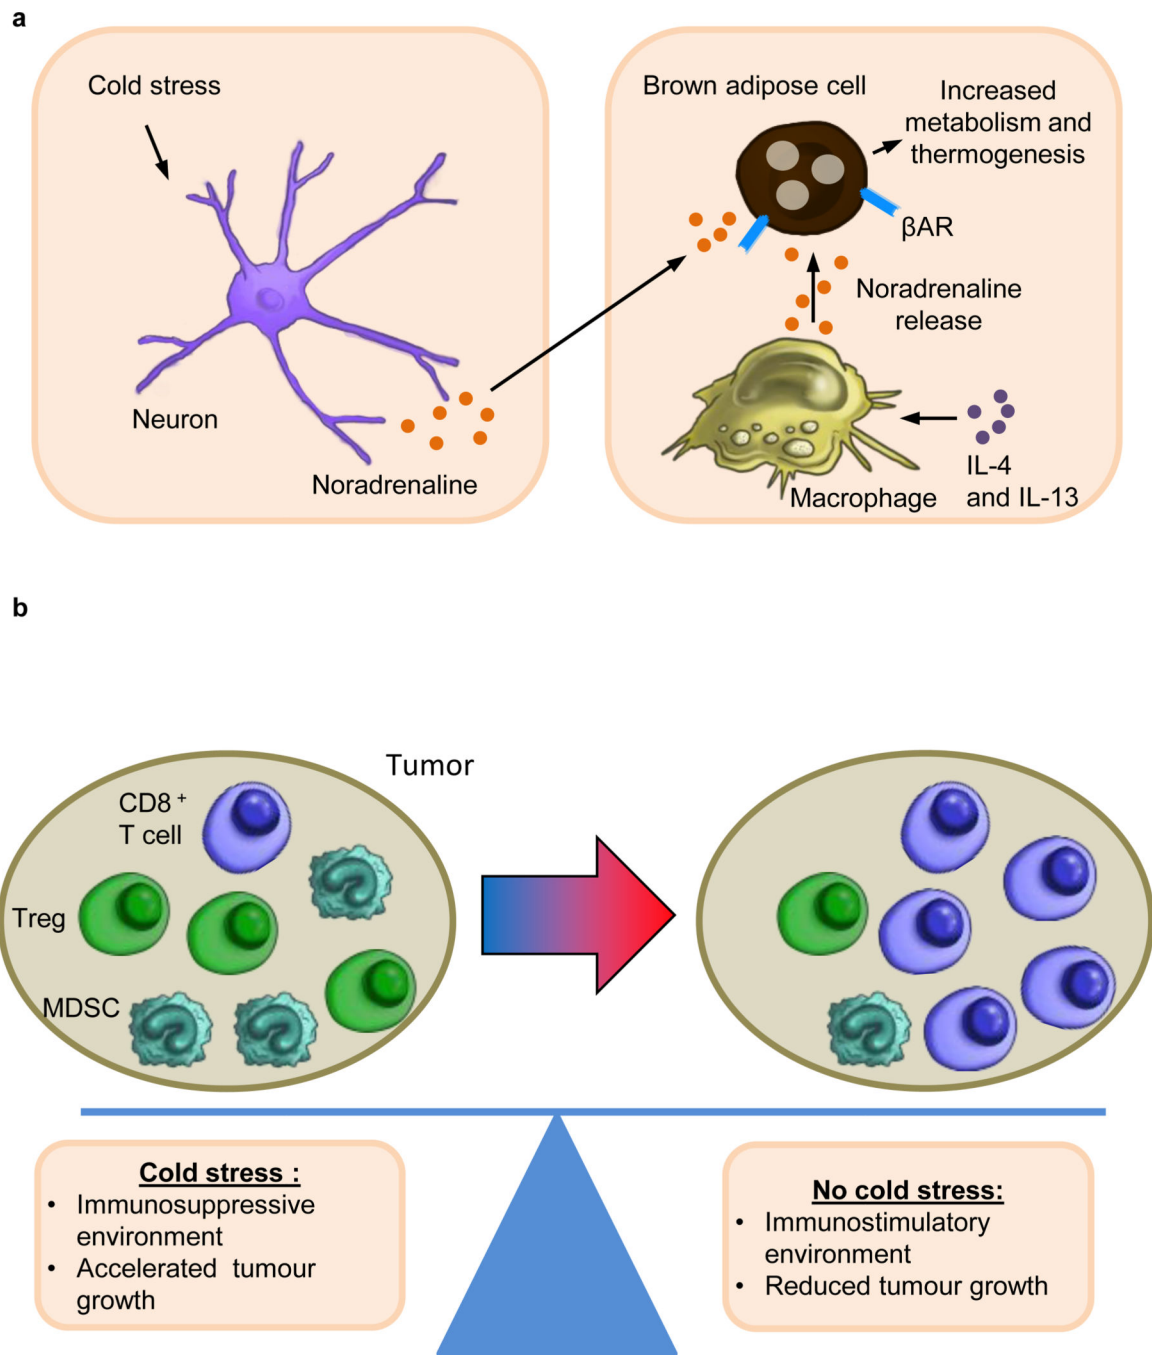 a
Cold stress
Neuron
Noradrenaline
Brown adipose cell
Increased
metabolism and
thermogenesis
βAR
Noradrenaline
release
Macrophage
IL-4
and IL-13
b
Tumor
CD8 +
T cell
Treg
MDSC
Cold stress :
• Immunosuppressive
environment
• Accelerated tumour
growth
No cold stress:
• Immunostimulatory
environment
• Reduced tumour growth